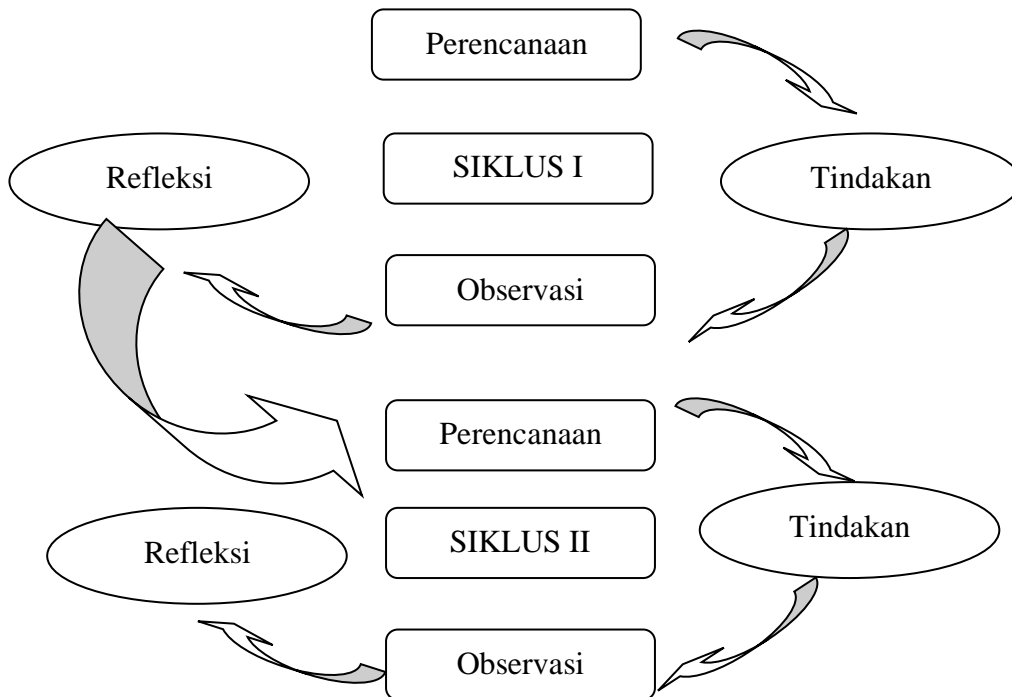 Perencanaan
Refleksi
SIKLUS I
Tindakan
Observasi
Perencanaan
Refleksi
SIKLUS II
Tindakan
Observasi